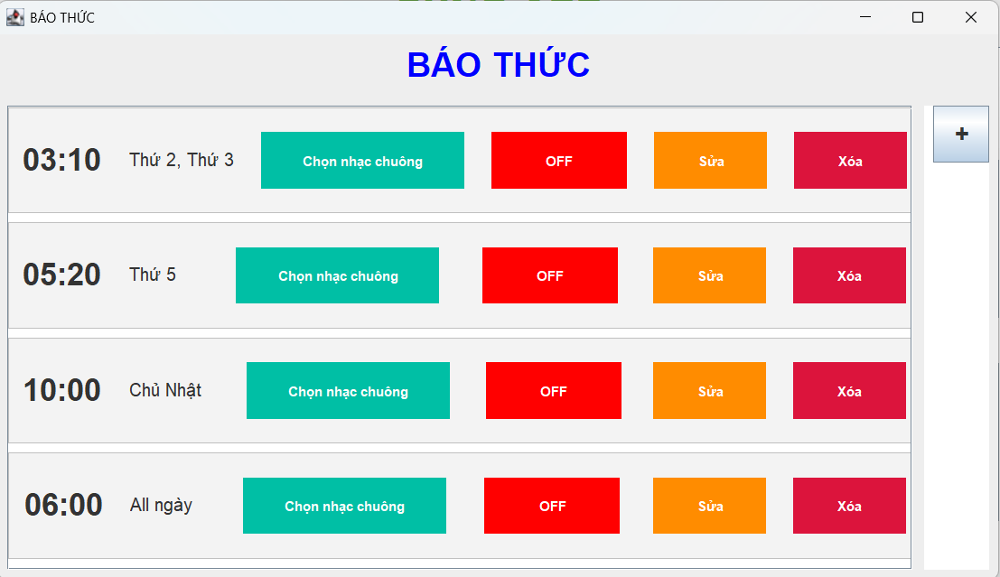 BÁO THỨC
BÁO THỨC
+
03:10 Thứ 2, Thứ 3 Chọn nhạc chuông OFF Sửa Xóa
05:20 Thứ 5 Chọn nhạc chuông OFF Sửa Xóa
10:00 Chủ Nhật Chọn nhạc chuông OFF Sửa Xóa
06:00 All ngày Chọn nhạc chuông OFF Sửa Xóa